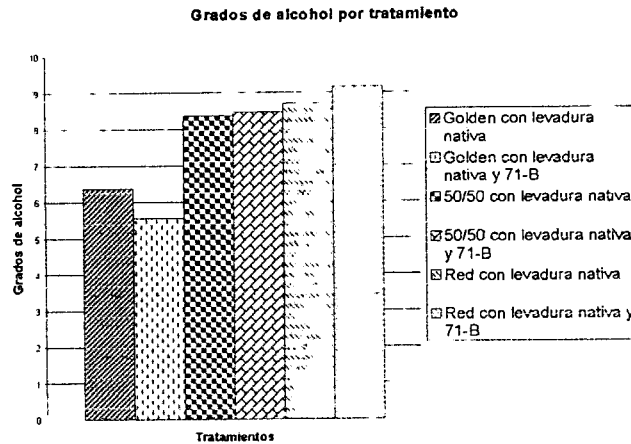 Grados de alcohol por tratamiento
Grados de alcohol
10
9
8
7
6
5
4
3
2
1
0
Tratamientos
Golden con levadura
nativa
Golden con levadura
nativa y 71-B
50/50 con levadura nativa
50/50 con levadura nativa
y 71-B
Red con levadura nativa
Red con levadura nativa y
71-B